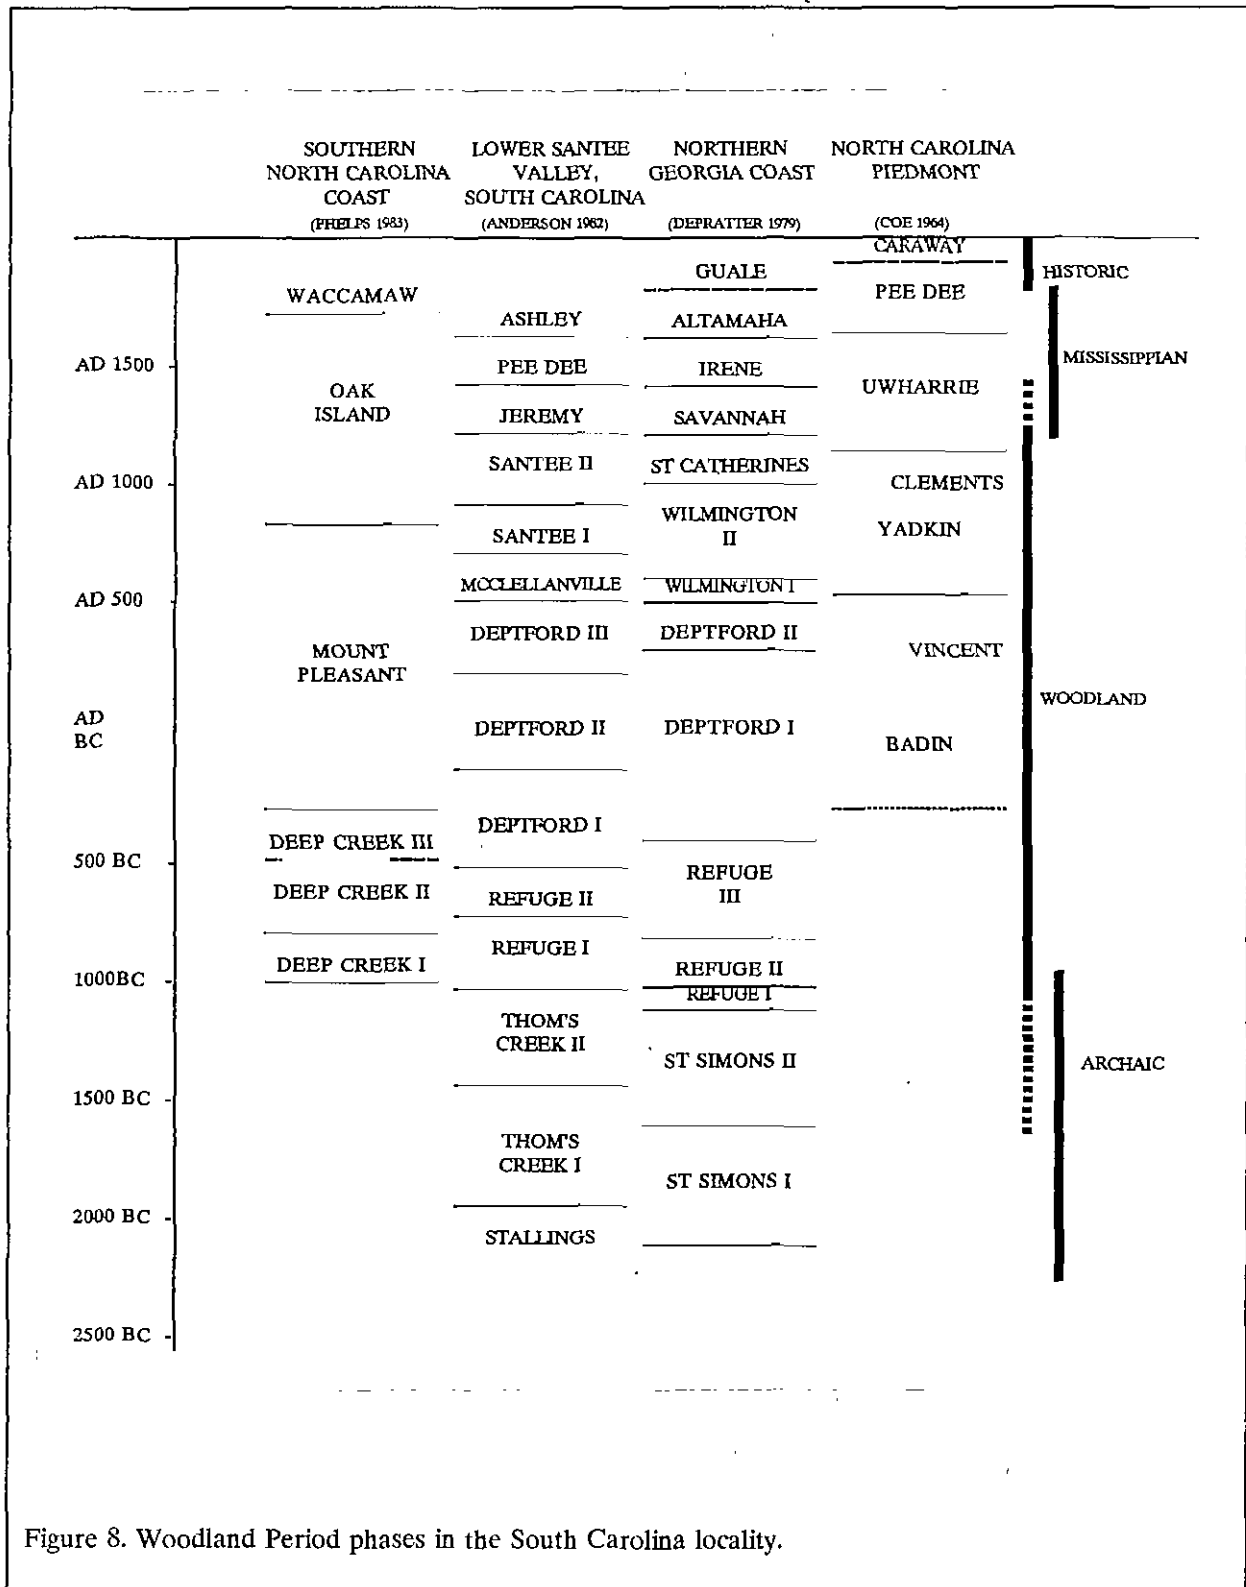 SOUTHERN
NORTH CAROLINA
COAST
(PHELPS 1983)
LOWER SANTEE
VALLEY,
SOUTH CAROLINA
(ANDERSON 1982)
NORTHERN
GEORGIA COAST
(DEPRATTER 1979)
NORTH CAROLINA
PIEDMONT
(COE 1964)
AD 1500
AD 1000
AD 500
AD
BC
500 BC
1000BC
1500 BC
2000 BC
2500 BC
WACCAMAW
OAK
ISLAND
MOUNT
PLEASANT
DEEP CREEK III
DEEP CREEK II
DEEP CREEK I
ASHLEY
PEE DEE
JEREMY
SANTEE II
SANTEE I
MCCLELLANVILLE
DEPTFORD III
DEPTFORD II
DEPTFORD I
REFUGE II
REFUGE I
THOM'S
CREEK II
THOM'S
CREEK I
STALLINGS
GUALE
ALTAMAHA
IRENE
SAVANNAH
ST CATHERINES
WILMINGTON
II
WILMINGTON I
DEPTFORD II
DEPTFORD I
REFUGE
III
REFUGE II
REFUGE I
ST SIMONS II
ST SIMONS I
CARAWAY
PEE DEE
UWHARRIE
CLEMENTS
YADKIN
VINCENT
BADIN
HISTORIC
MISSISSIPPIAN
WOODLAND
ARCHAIC
Figure 8. Woodland Period phases in the South Carolina locality.